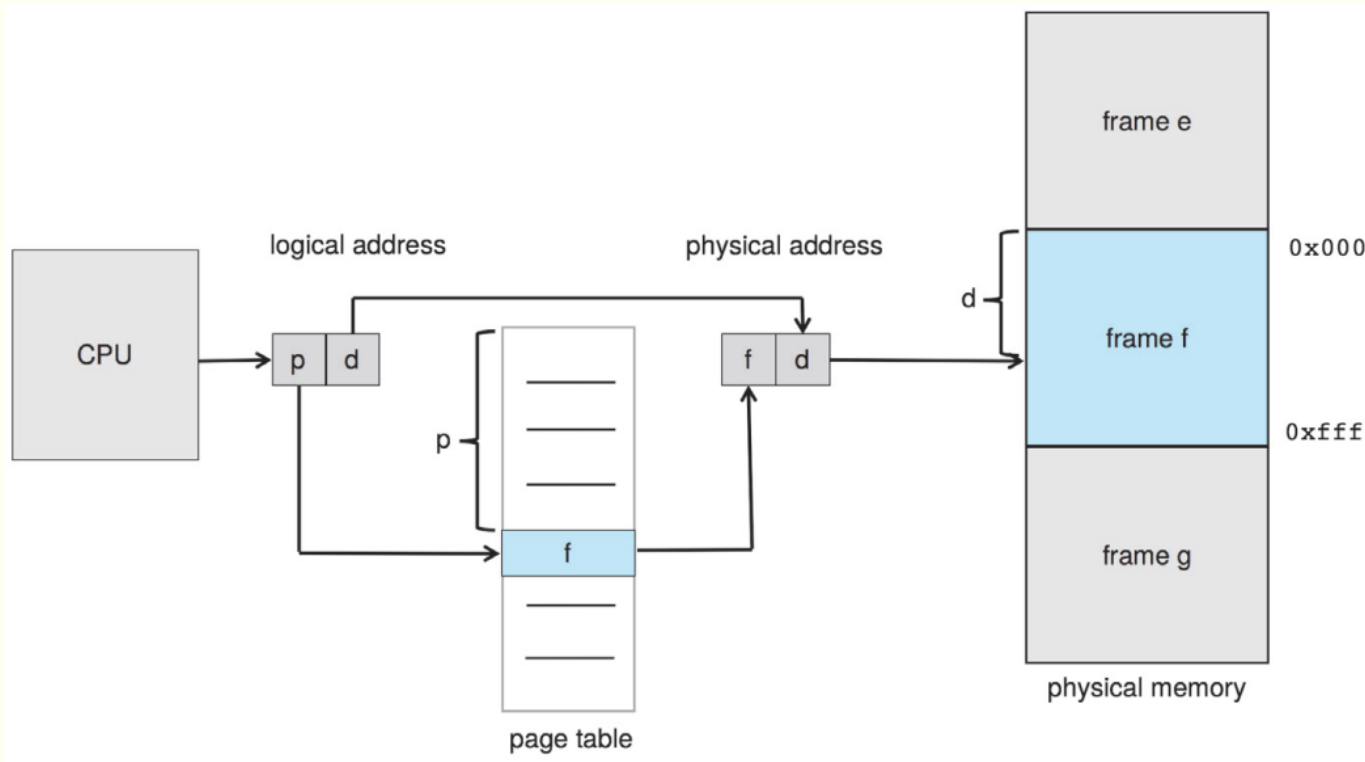 frame e
logical address
physical address
0x000
d
CPU
p d
f d
frame f
p
0xfff
f
frame g
physical memory
page table